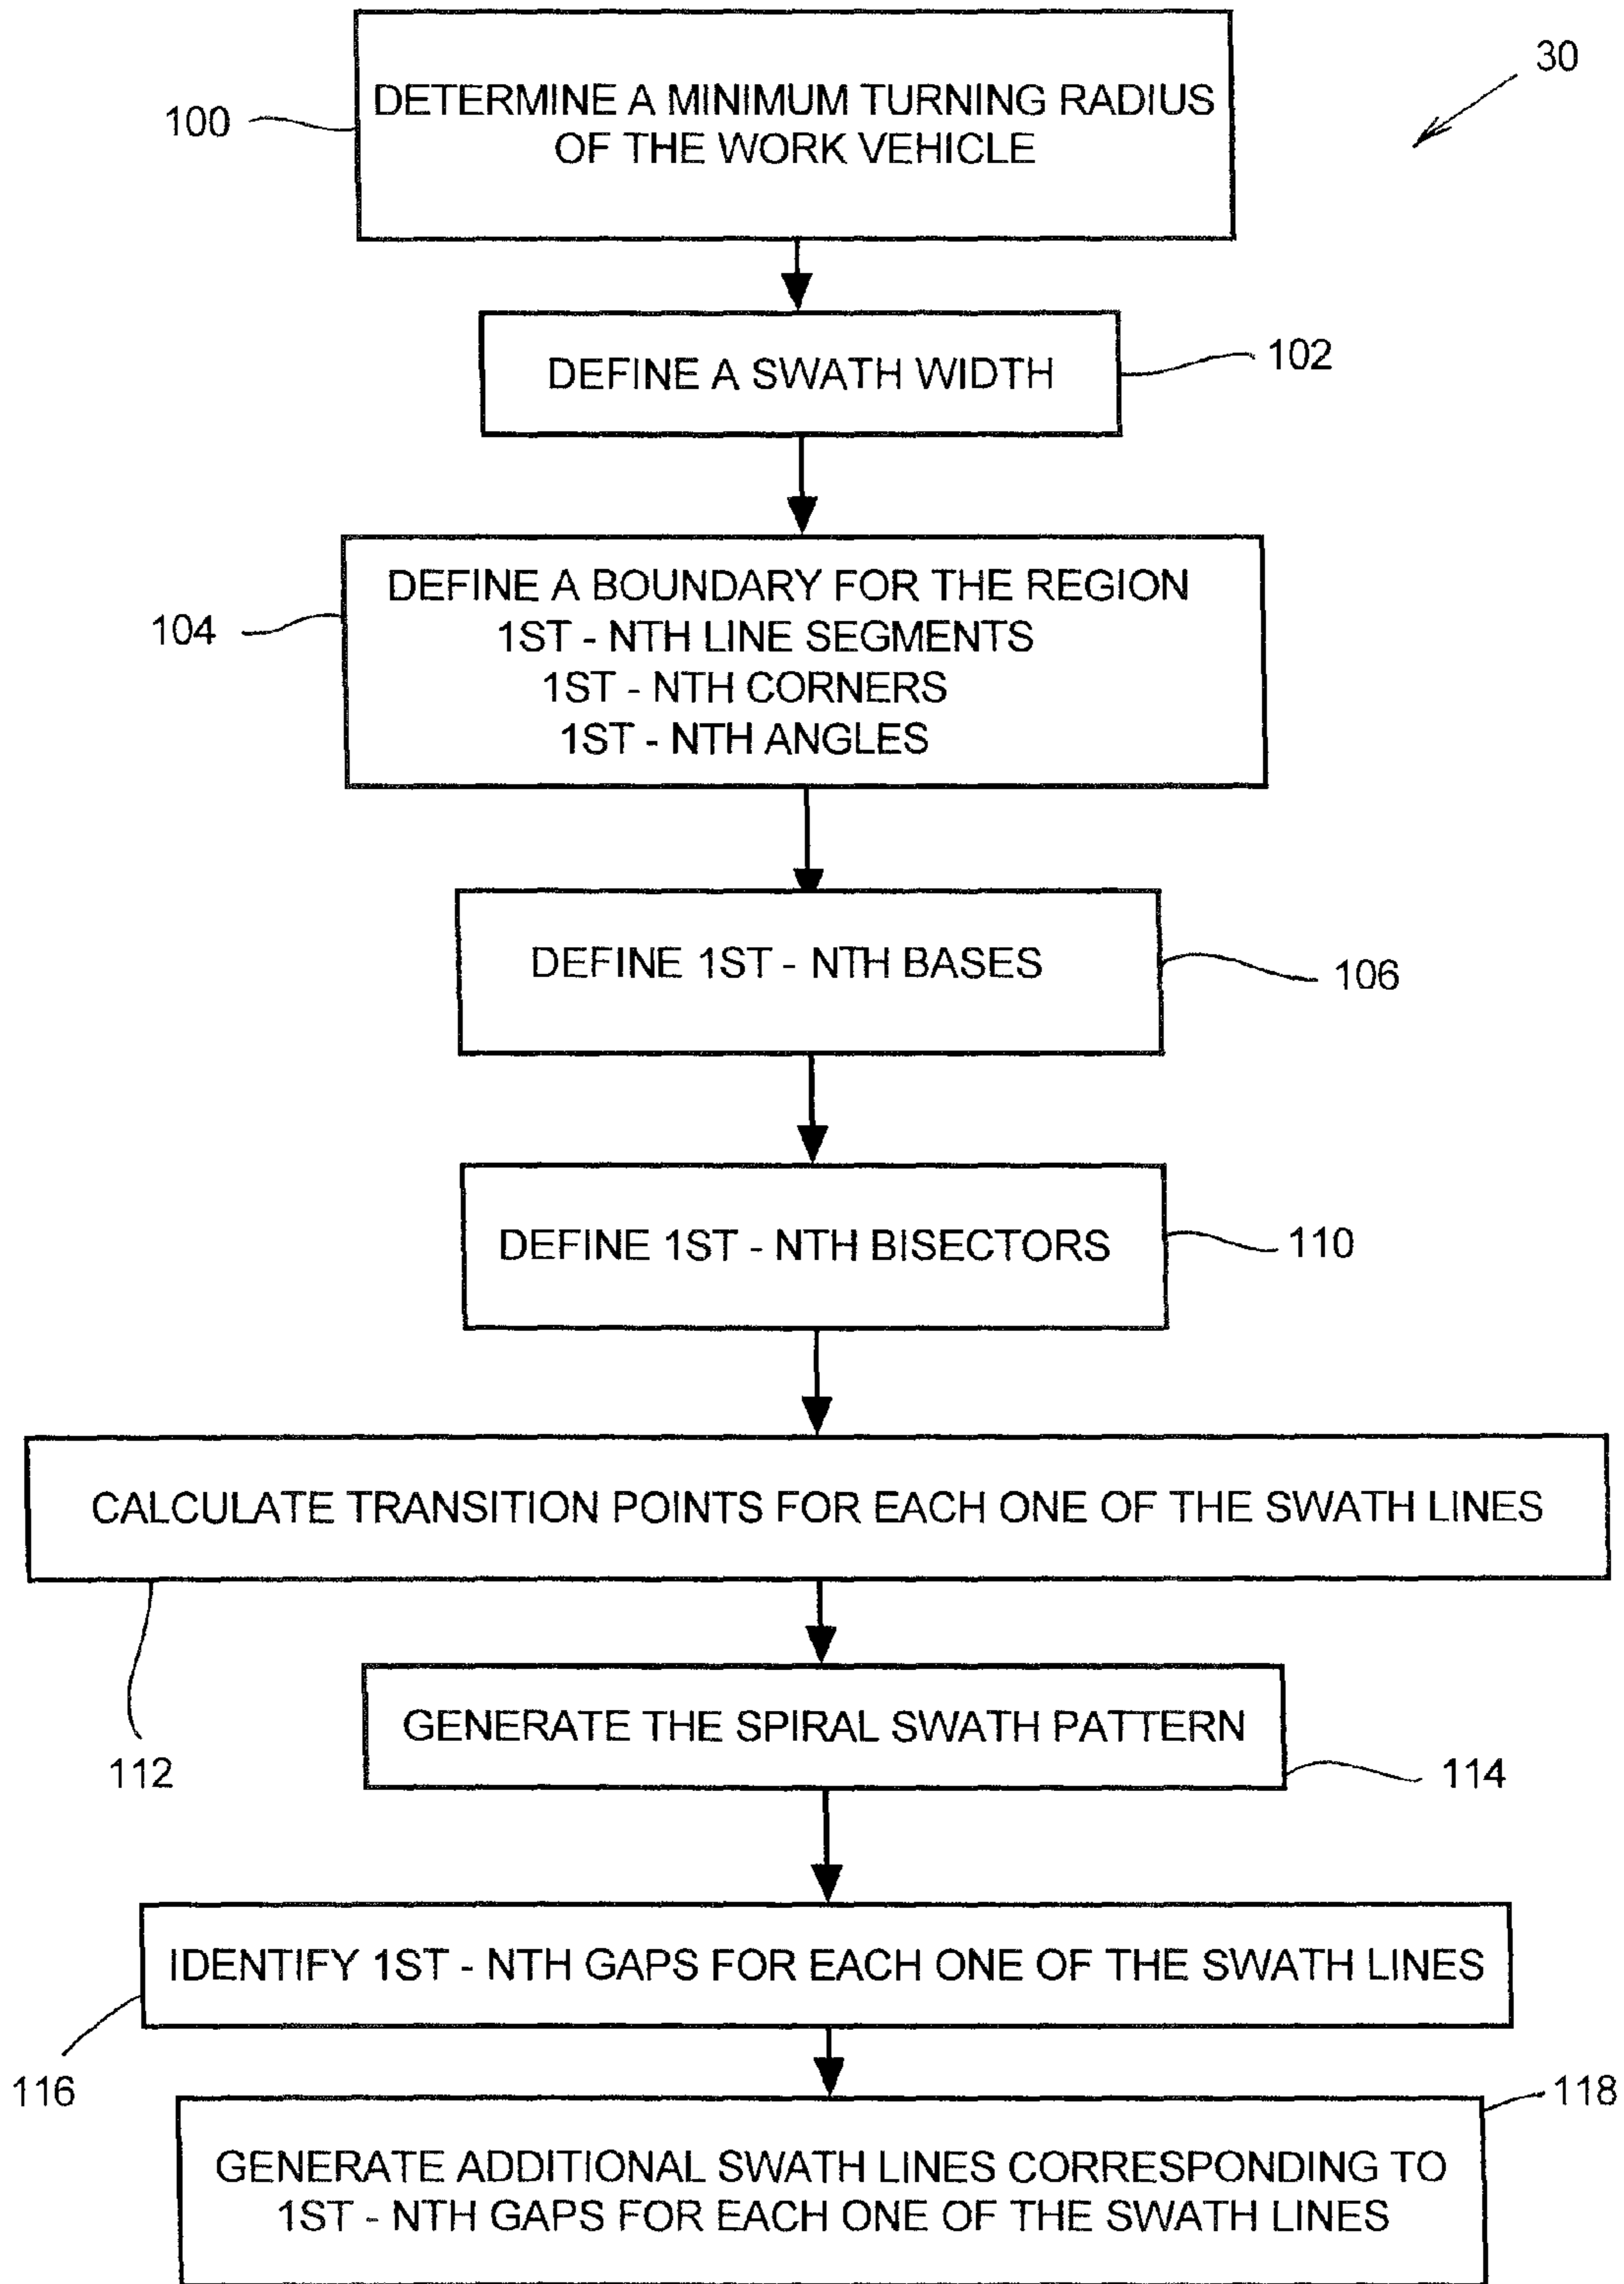 30
100
DETERMINE A MINIMUM TURNING RADIUS
OF THE WORK VEHICLE
DEFINE A SWATH WIDTH
102
104
DEFINE A BOUNDARY FOR THE REGION
1ST - NTH LINE SEGMENTS
1ST - NTH CORNERS
1ST - NTH ANGLES
DEFINE 1ST - NTH BASES
106
DEFINE 1ST - NTH BISECTORS
110
CALCULATE TRANSITION POINTS FOR EACH ONE OF THE SWATH LINES
112
GENERATE THE SPIRAL SWATH PATTERN
114
IDENTIFY 1ST - NTH GAPS FOR EACH ONE OF THE SWATH LINES
116
118
GENERATE ADDITIONAL SWATH LINES CORRESPONDING TO
1ST - NTH GAPS FOR EACH ONE OF THE SWATH LINES